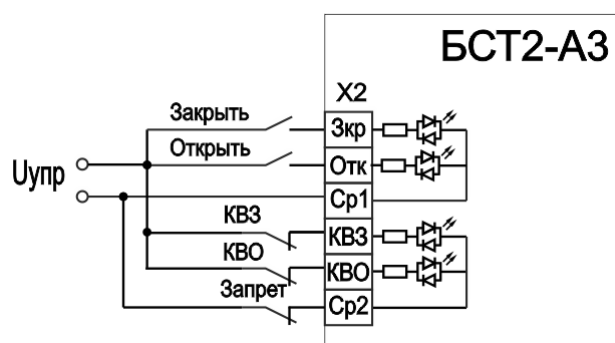 БСТ2-А3
X2
Закрыть
Зкр
Открыть
Отк
Uупр
Ср1
КВЗ
КВЗ
КВО
КВО
Запрет
Ср2